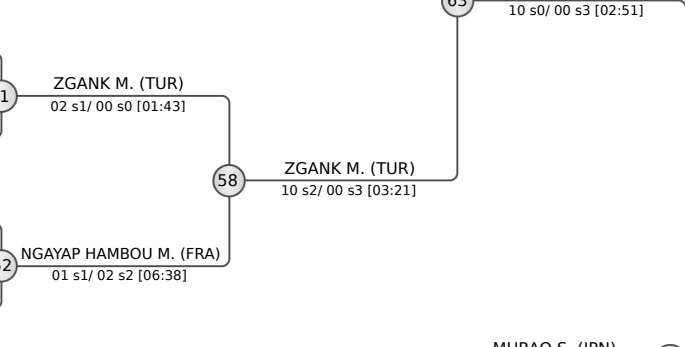 63
10 s0/ 00 s3 [02:51]
ZGANK M. (TUR)
02 s1/ 00 s0 [01:43]
ZGANK M. (TUR)
58
10 s2/ 00 s3 [03:21]
NGAYAP HAMBOU M. (FRA)
01 s1/ 02 s2 [06:38]